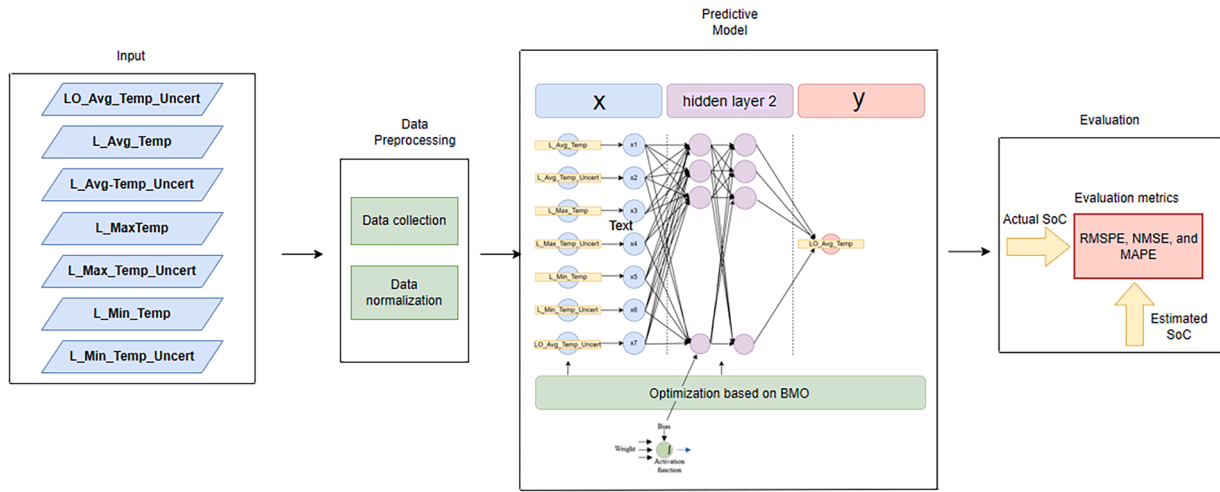 Input
LO_Avg_Temp_Uncert
L_Avg_Temp
L_Avg-Temp_Uncert
L_MaxTemp
L_Max_Temp_Uncert
L_Min_Temp
L_Min_Temp_Uncert
Data
Preprocessing
Data collection
Data
normalization
Predictive
Model
x
hidden layer 2
y
L_Avg_Temp
x1
L_Avg_Temp_Uncert
x2
L_Max_Temp
x3
Text
L_Max_Temp_Uncert
x4
L_Min_Temp
x5
L_Min_Temp_Uncert
x6
LO_Avg_Temp_Uncert
x7
LO_Avg_Temp
Optimization based on BMO
Bias
Weight
∫
Activation
function
Evaluation
Evaluation metrics
Actual SoC
RMSPE, NMSE, and
MAPE
Estimated
SoC